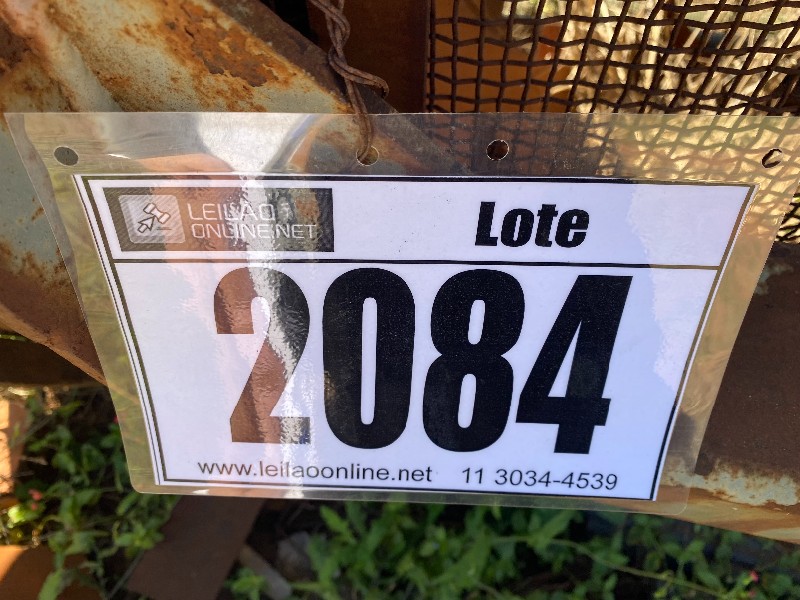 LEILÃO
ONLINE.NET
Lote
2084
www.leilaoonline.net 11 3034-4539